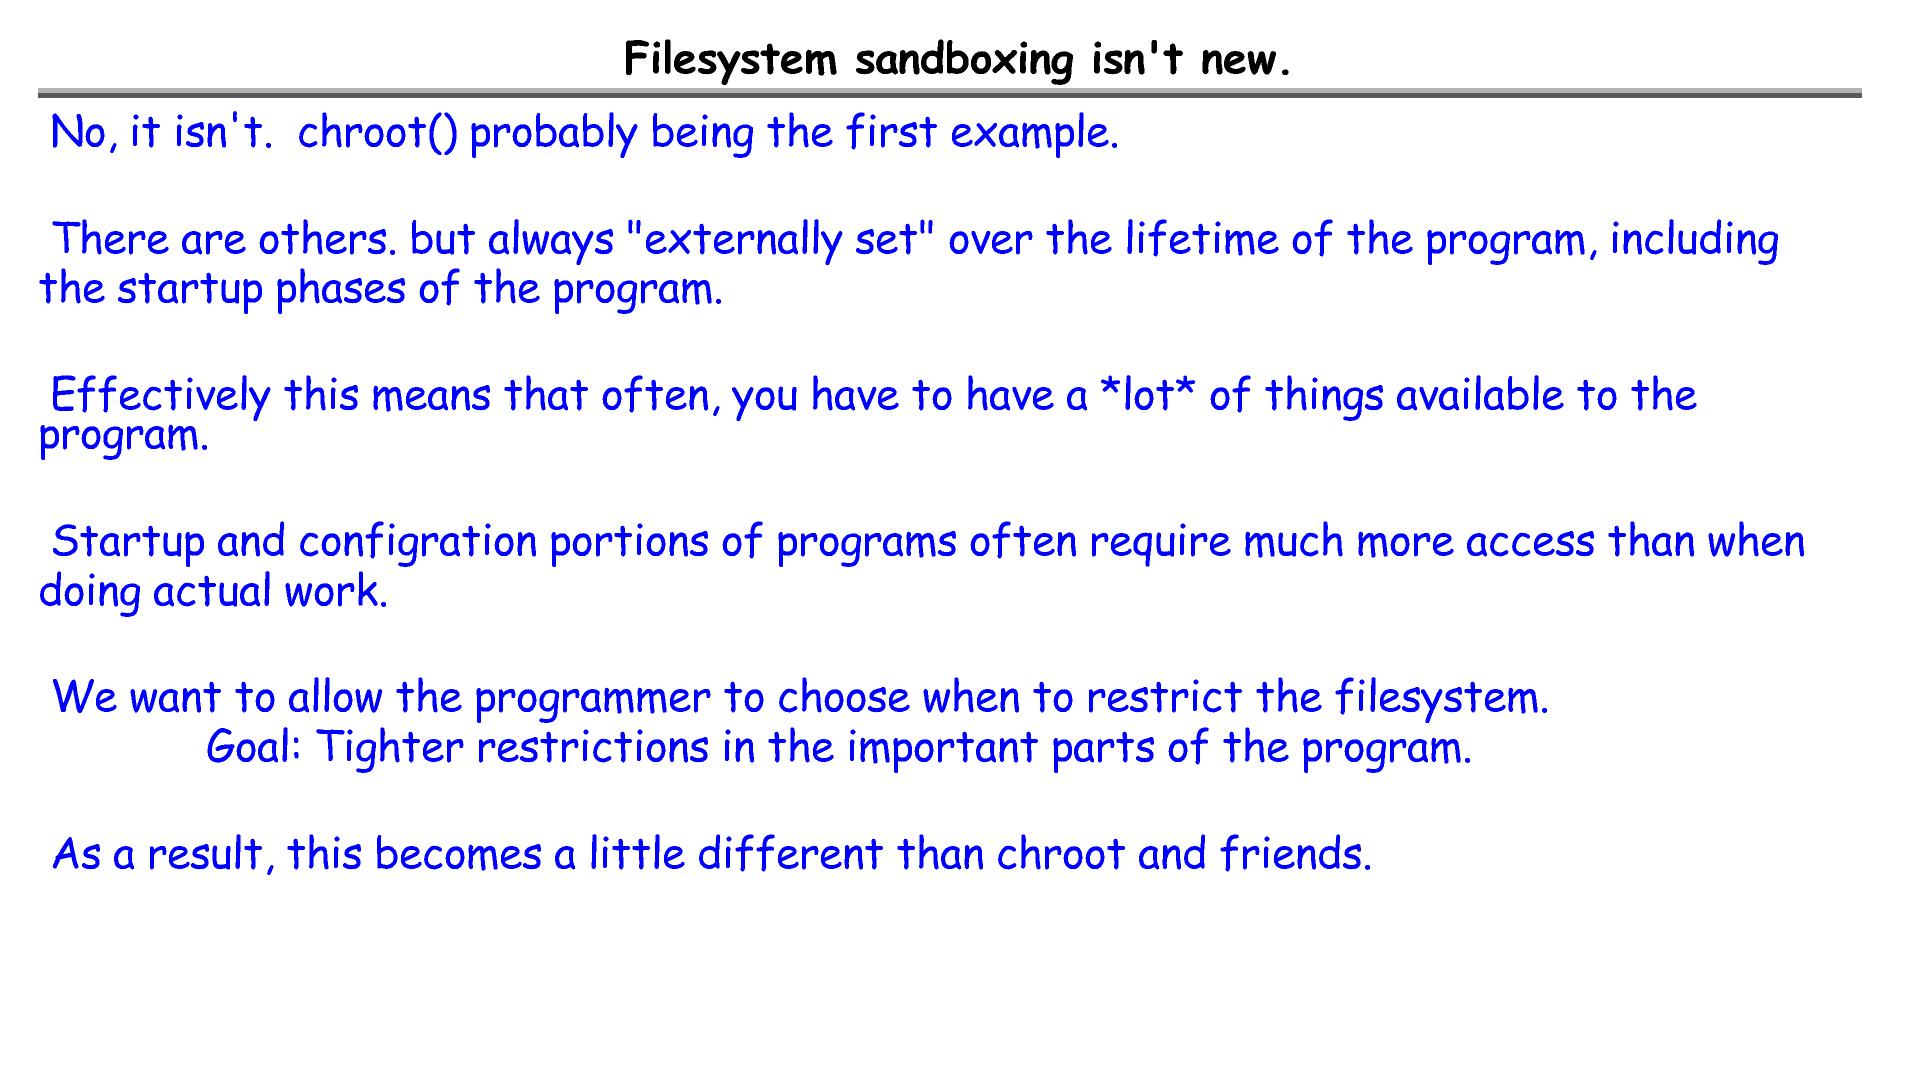 Filesystem sandboxing isn't new.
No, it isn't.  chroot() probably being the first example.
There are others. but always "externally set" over the lifetime of the program, including
the startup phases of the program.
Effectively this means that often, you have to have a *lot* of things available to the
program.
Startup and configration portions of programs often require much more access than when
doing actual work.
We want to allow the programmer to choose when to restrict the filesystem.
Goal: Tighter restrictions in the important parts of the program.
As a result, this becomes a little different than chroot and friends.